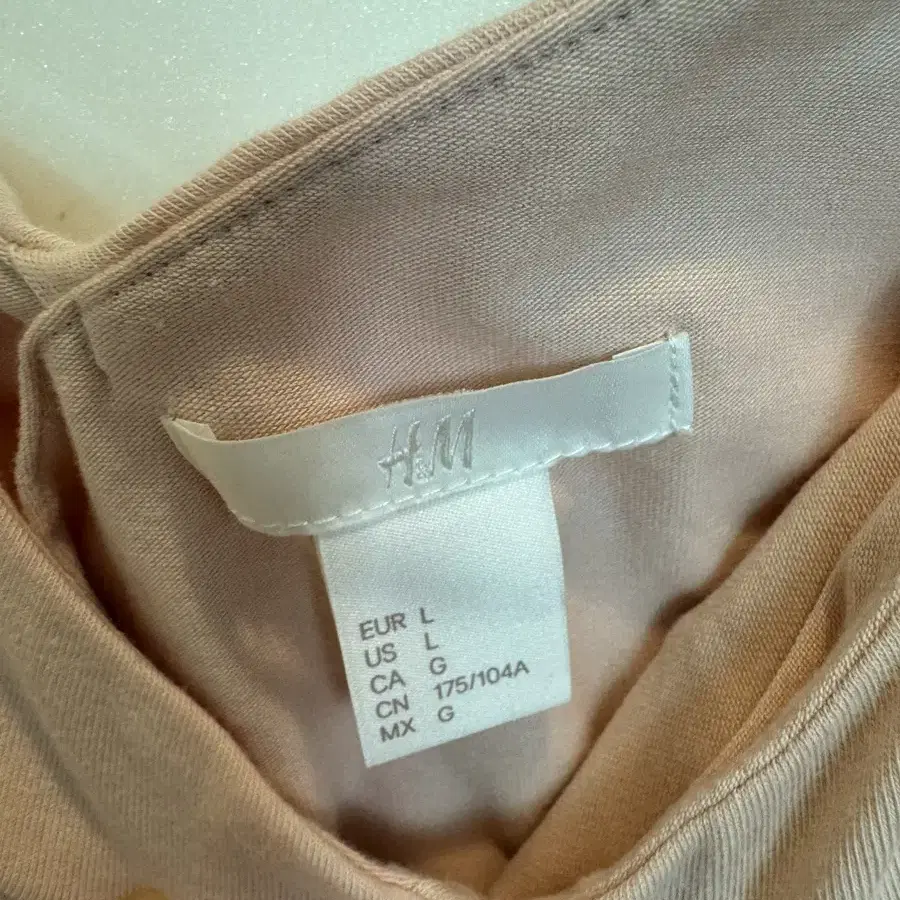 H&M
EUR L
US L
CA G
CN 175/104A
MX G